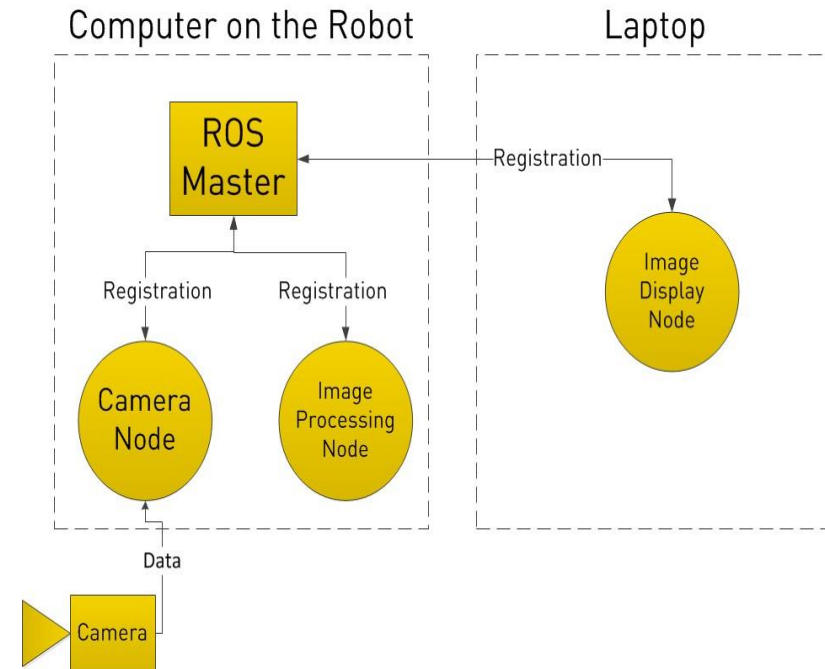 Computer on the Robot
Laptop
ROS
Master
Registration
Registration
Registration
Image
Display
Node
Camera
Node
Image
Processing
Node
Data
Camera